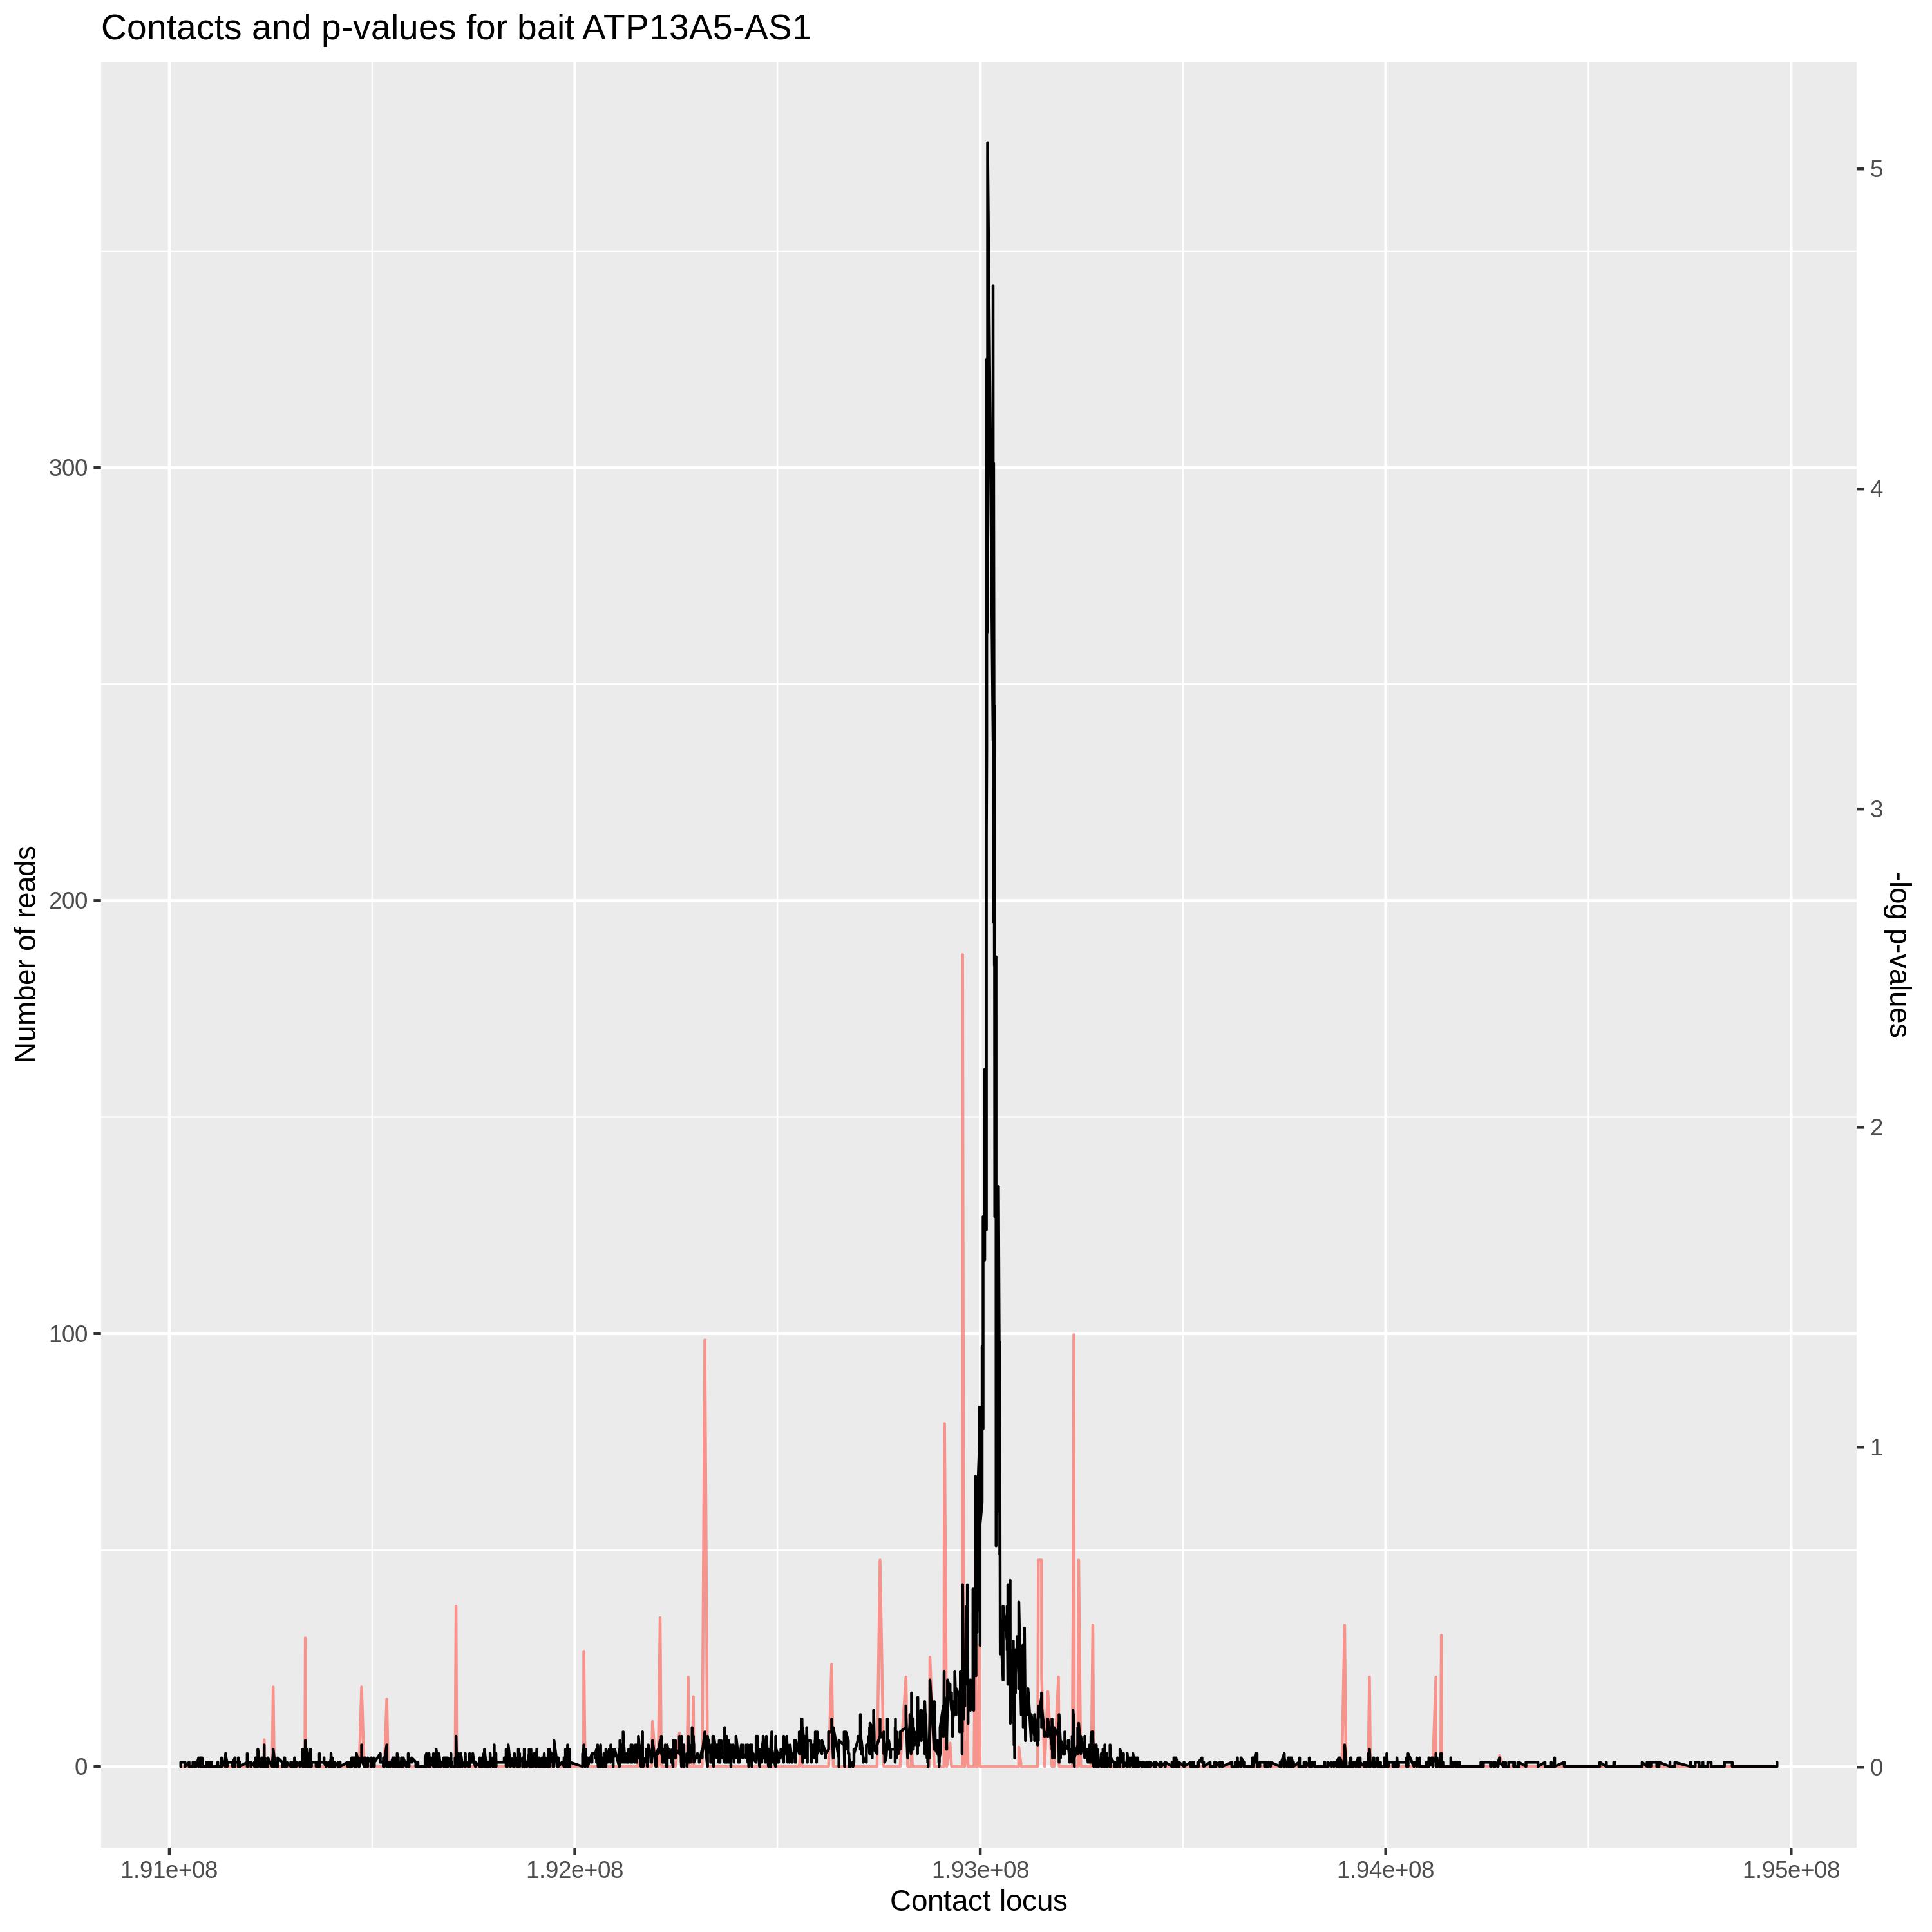 Contacts and p-values for bait ATP13A5-AS1
Number of reads
300
200
100
0
5
4
3
2
1
0
-log p-values
1.91e+08 1.92e+08 1.93e+08 1.94e+08 1.95e+08
Contact locus